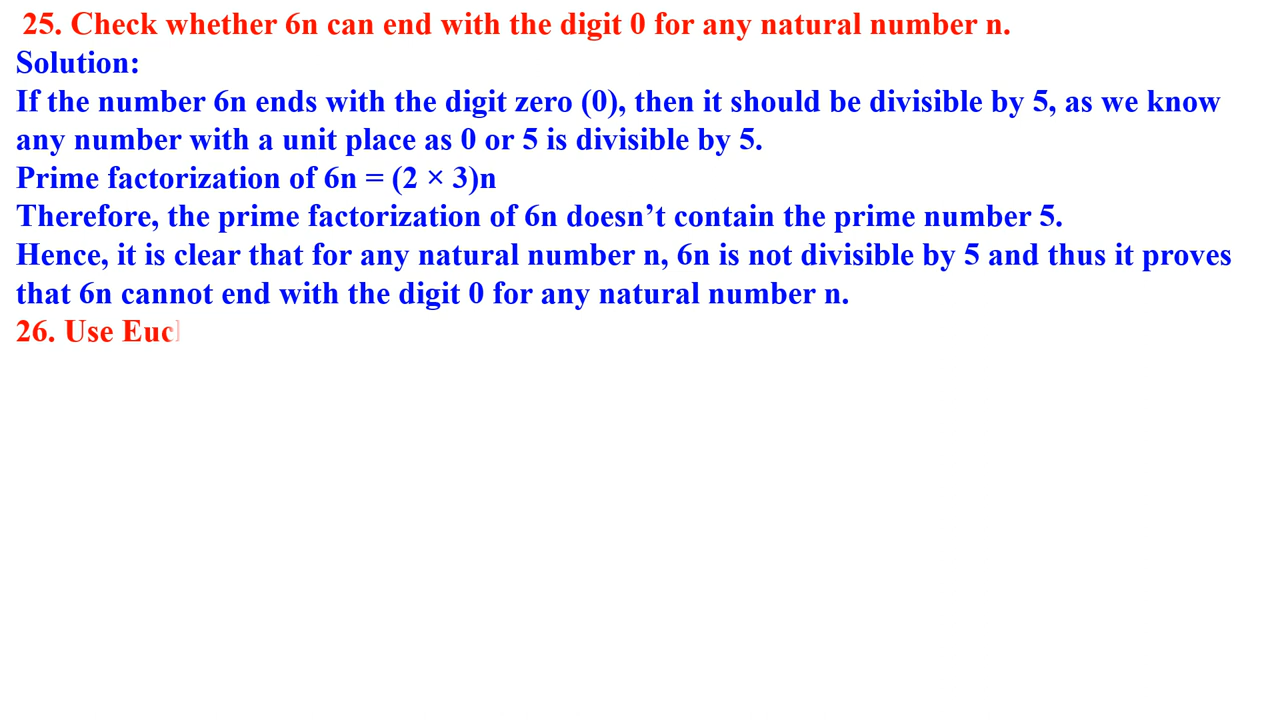 25. Check whether 6n can end with the digit 0 for any natural number n.
Solution:
If the number 6n ends with the digit zero (0), then it should be divisible by 5, as we know
any number with a unit place as 0 or 5 is divisible by 5.
Prime factorization of 6n = (2 × 3)n
Therefore, the prime factorization of 6n doesn’t contain the prime number 5.
Hence, it is clear that for any natural number n, 6n is not divisible by 5 and thus it proves
that 6n cannot end with the digit 0 for any natural number n.
26. Use Eucl